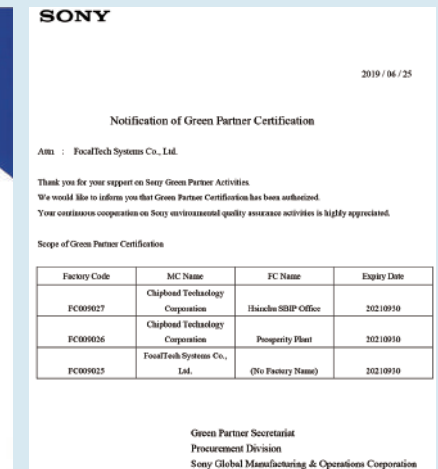 SONY
2019 / 06 / 25
Notification of Green Partner Certification
Attn : FocalTech Systems Co., Ltd.
Thank you for your support on Sony Green Partner Activities.
We would like to inform you that Green Partner Certification has been authorized.
Your continuous cooperation on Sony environmental quality assurance activities is highly appreciated.
Scope of Green Partner Certification
Factory Code MC Name FC Name Expiry Date
FC009027 Chipbond Technology Corporation Hsinchu SBIP Office 20210930
FC009026 Chipbond Technology Corporation Prosperity Plant 20210930
FC009025 FocalTech Systems Co., Ltd. (No Factory Name) 20210930
Green Partner Secretariat
Procurement Division
Sony Global Manufacturing & Operations Corporation